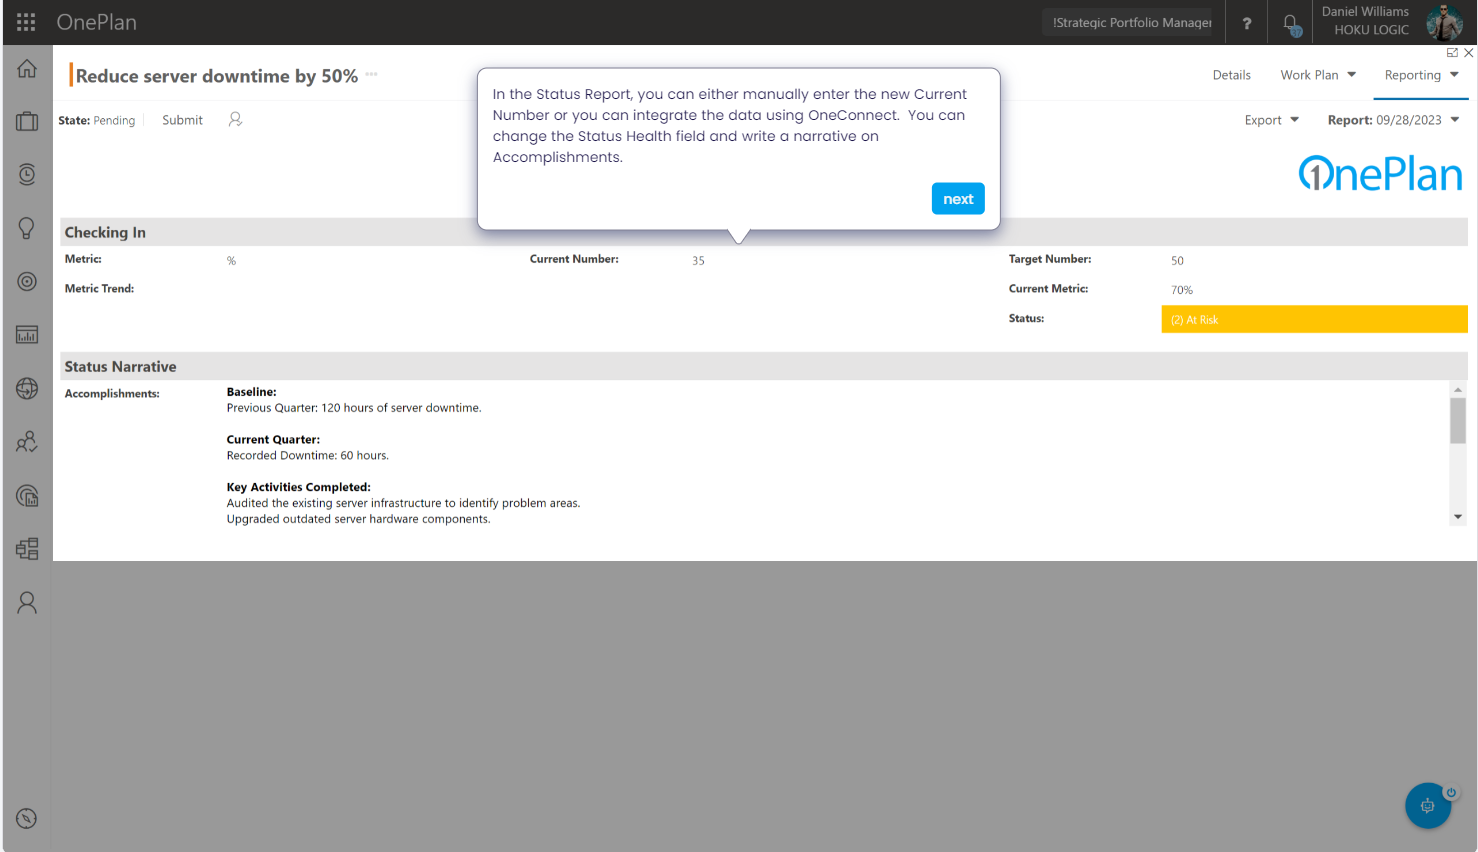 OnePlan
!Strategic Portfolio Manager
?
Daniel Williams
HOKU LOGIC
Reduce server downtime by 50%
Details
Work Plan
Reporting
State: Pending
Submit
Export
Report: 09/28/2023
In the Status Report, you can either manually enter the new Current
Number or you can integrate the data using OneConnect. You can
change the Status Health field and write a narrative on
Accomplishments.
next
OnePlan
Checking In
Metric: %
Current Number: 35
Target Number: 50
Metric Trend:
Current Metric: 70%
Status: (2) At Risk
Status Narrative
Accomplishments:
Baseline:
Previous Quarter: 120 hours of server downtime.
Current Quarter:
Recorded Downtime: 60 hours.
Key Activities Completed:
Audited the existing server infrastructure to identify problem areas.
Upgraded outdated server hardware components.